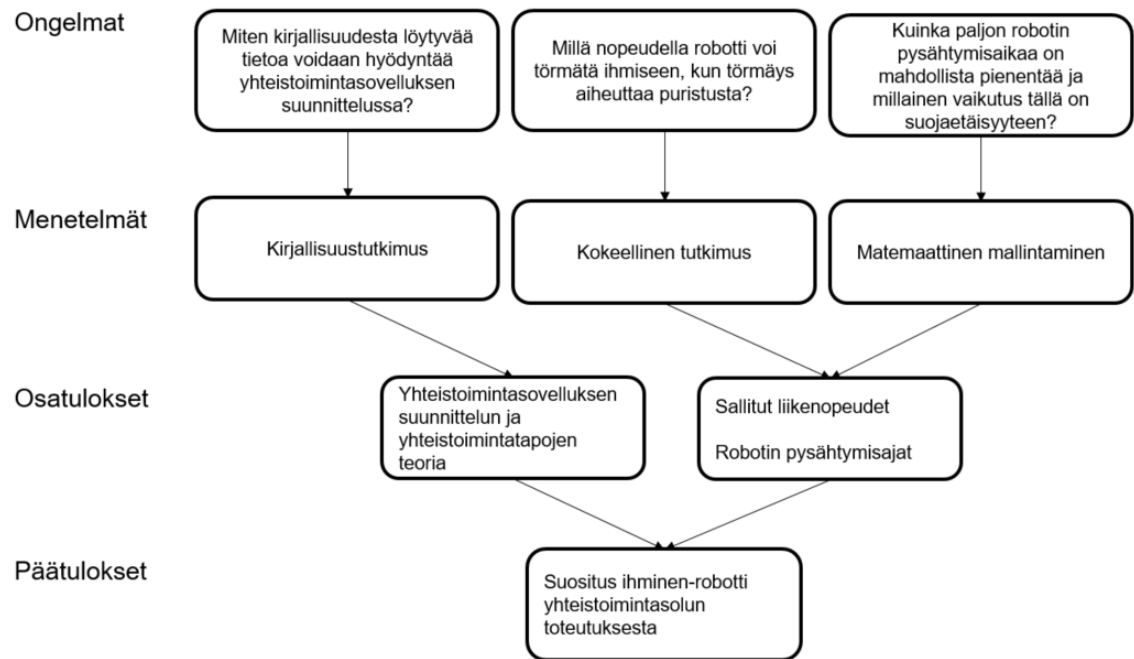 Ongelmat
Miten kirjallisuudesta löytyvää
tietoa voidaan hyödyntää
yhteistoimintasovelluksen
suunnittelussa?
Millä nopeudella robotti voi
törmätä ihmiseen, kun törmäys
aiheuttaa puristusta?
Kuinka paljon robotin
pysähtymisaikaa on
mahdollista pienentää ja
millainen vaikutus tällä on
suojaetäisyyteen?
Menetelmät
Kirjallisuustutkimus
Kokeellinen tutkimus
Matemaattinen mallintaminen
Osatulokset
Yhteistoimintasovelluksen
suunnittelun ja
yhteistoimintatapojen
teoria
Sallitut liikenopeudet
Robotin pysähtymisajat
Päätulokset
Suositus ihminen-robotti
yhteistoimintasolun
toteutuksesta